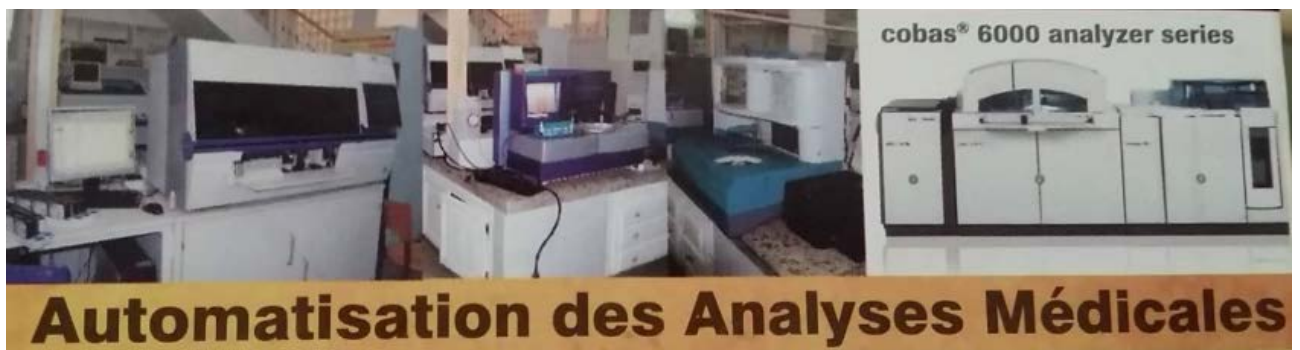 cobas® 6000 analyzer series
Automatisation des Analyses Médicales